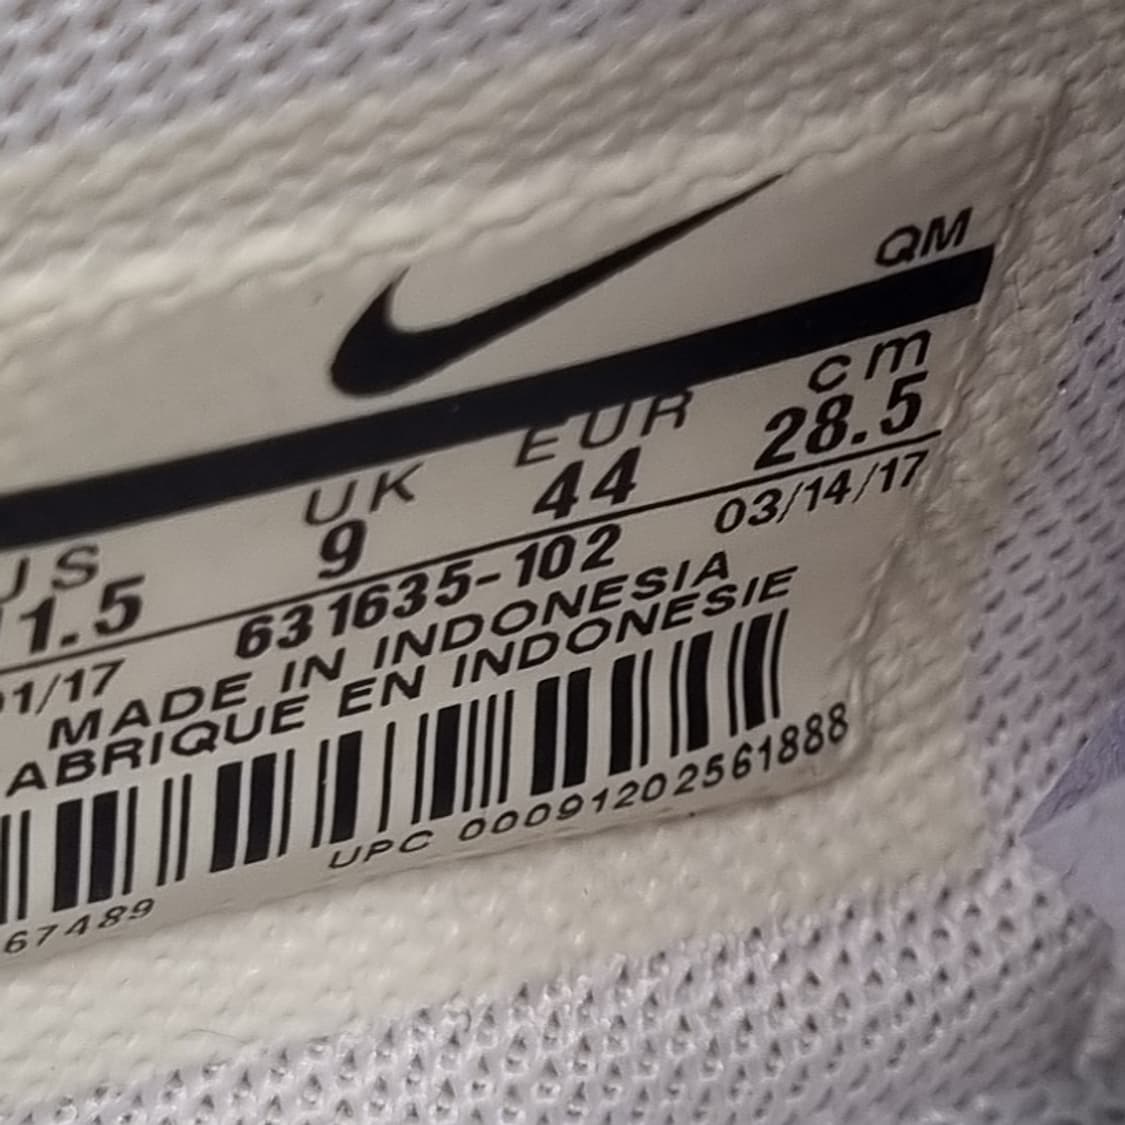 QM
US UK EUR cm
11.5 9 44 28.5
01/17 631635-102 03/14/17
MADE IN INDONESIA
FABRIQUE EN INDONESIE
67489 UPC 00091202561888